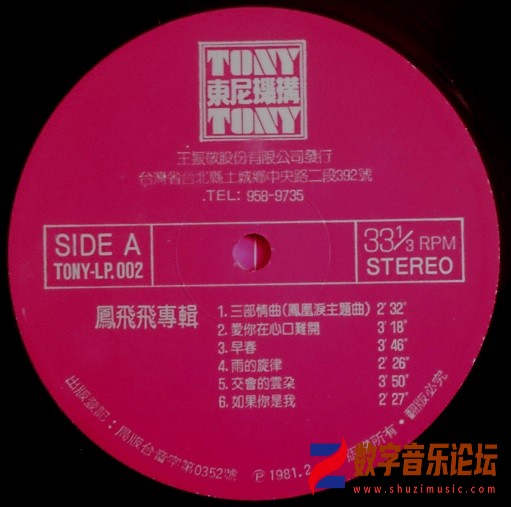 TONY
東尼機構
TONY
王振敬股份有限公司發行
台灣省台北縣土城鄉中央路二段392號
.TEL: 958-9735
SIDE A
TONY-LP.002
33 1/3 RPM
STEREO
鳳飛飛專輯
1. 三部情曲(鳳凰淚主題曲) 2' 32"
2. 愛你在心口難開 3' 18"
3. 早春 3' 46"
4. 雨的旋律 2' 26"
5. 交會的雲朶 3' 50"
6. 如果你是我 2' 27"
出版登記：局版台音字第0352號
℗ 1981.2
所有・翻版必究
数字音乐论坛
www.shuzimusic.com